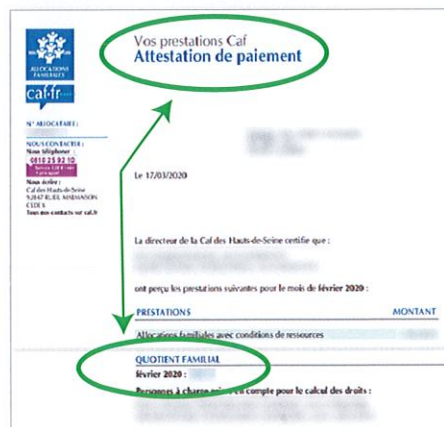 Vos prestations Caf
Attestation de paiement
ALLOCATIONS
FAMILIALES
caf.fr
N° ALLOCATAIRE :
NOUS CONTACTER :
Nous téléphoner :
0810 25 92 10
Nous écrire :
Caf des Hauts-de-Seine
92847 RUEIL MALMAISON
CEDEX
Tous nos contacts sur caf.fr
Le 17/03/2020
La directeur de la Caf des Hauts-de-Seine certifie que :
ont perçu les prestations suivantes pour le mois de février 2020 :
PRESTATIONS MONTANT
Allocations familiales avec conditions de ressources
QUOTIENT FAMILIAL
février 2020 :
Personnes à charge prises en compte pour le calcul des droits :